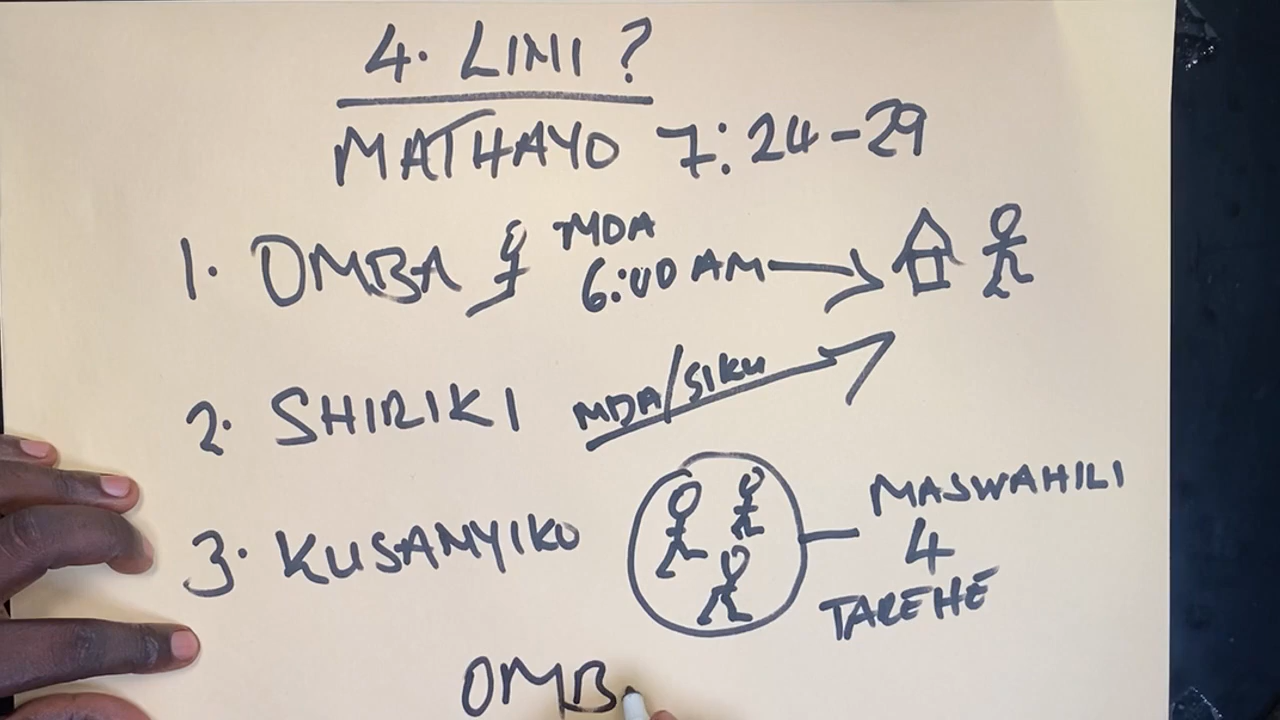 4. LINI ?
MATHAYO 7:24-29
1. OMBA MDA
6:00 AM
2. SHIRIKI MDA/SIKU
3. KUSANYIKO
MASWAHILI
4
TAREHE
OMB